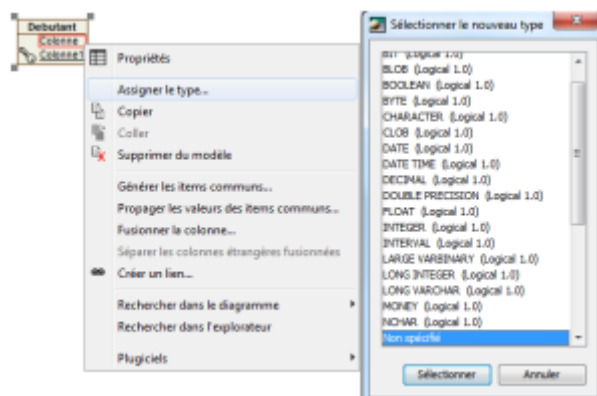 Debutant
Colonne
Colonne1
Propriétés
Assigner le type...
Copier
Coller
Supprimer du modèle
Générer les items communs...
Propager les valeurs des items communs...
Fusionner la colonne...
Séparer les colonnes étrangères fusionnées
Créer un lien...
Rechercher dans le diagramme
Rechercher dans l'explorateur
Plugiciels
Sélectionner le nouveau type
BIT (Logical 1.0)
BLOB (Logical 1.0)
BOOLEAN (Logical 1.0)
BYTE (Logical 1.0)
CHARACTER (Logical 1.0)
CLOB (Logical 1.0)
DATE (Logical 1.0)
DATE TIME (Logical 1.0)
DECIMAL (Logical 1.0)
DOUBLE PRECISION (Logical 1.0)
FLOAT (Logical 1.0)
INTEGER (Logical 1.0)
INTERVAL (Logical 1.0)
LARGE VARBINARY (Logical 1.0)
LONG INTEGER (Logical 1.0)
LONG VARCHAR (Logical 1.0)
MONEY (Logical 1.0)
NCHAR (Logical 1.0)
Non spécifié
Sélectionner
Annuler